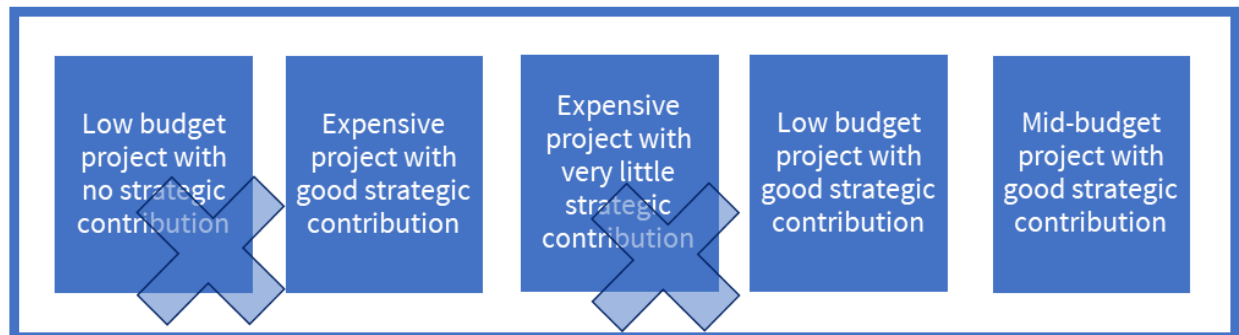 Low budget
project with
no strategic
contribution
Expensive
project with
good strategic
contribution
Expensive
project with
very little
strategic
contribution
Low budget
project with
good strategic
contribution
Mid-budget
project with
good strategic
contribution